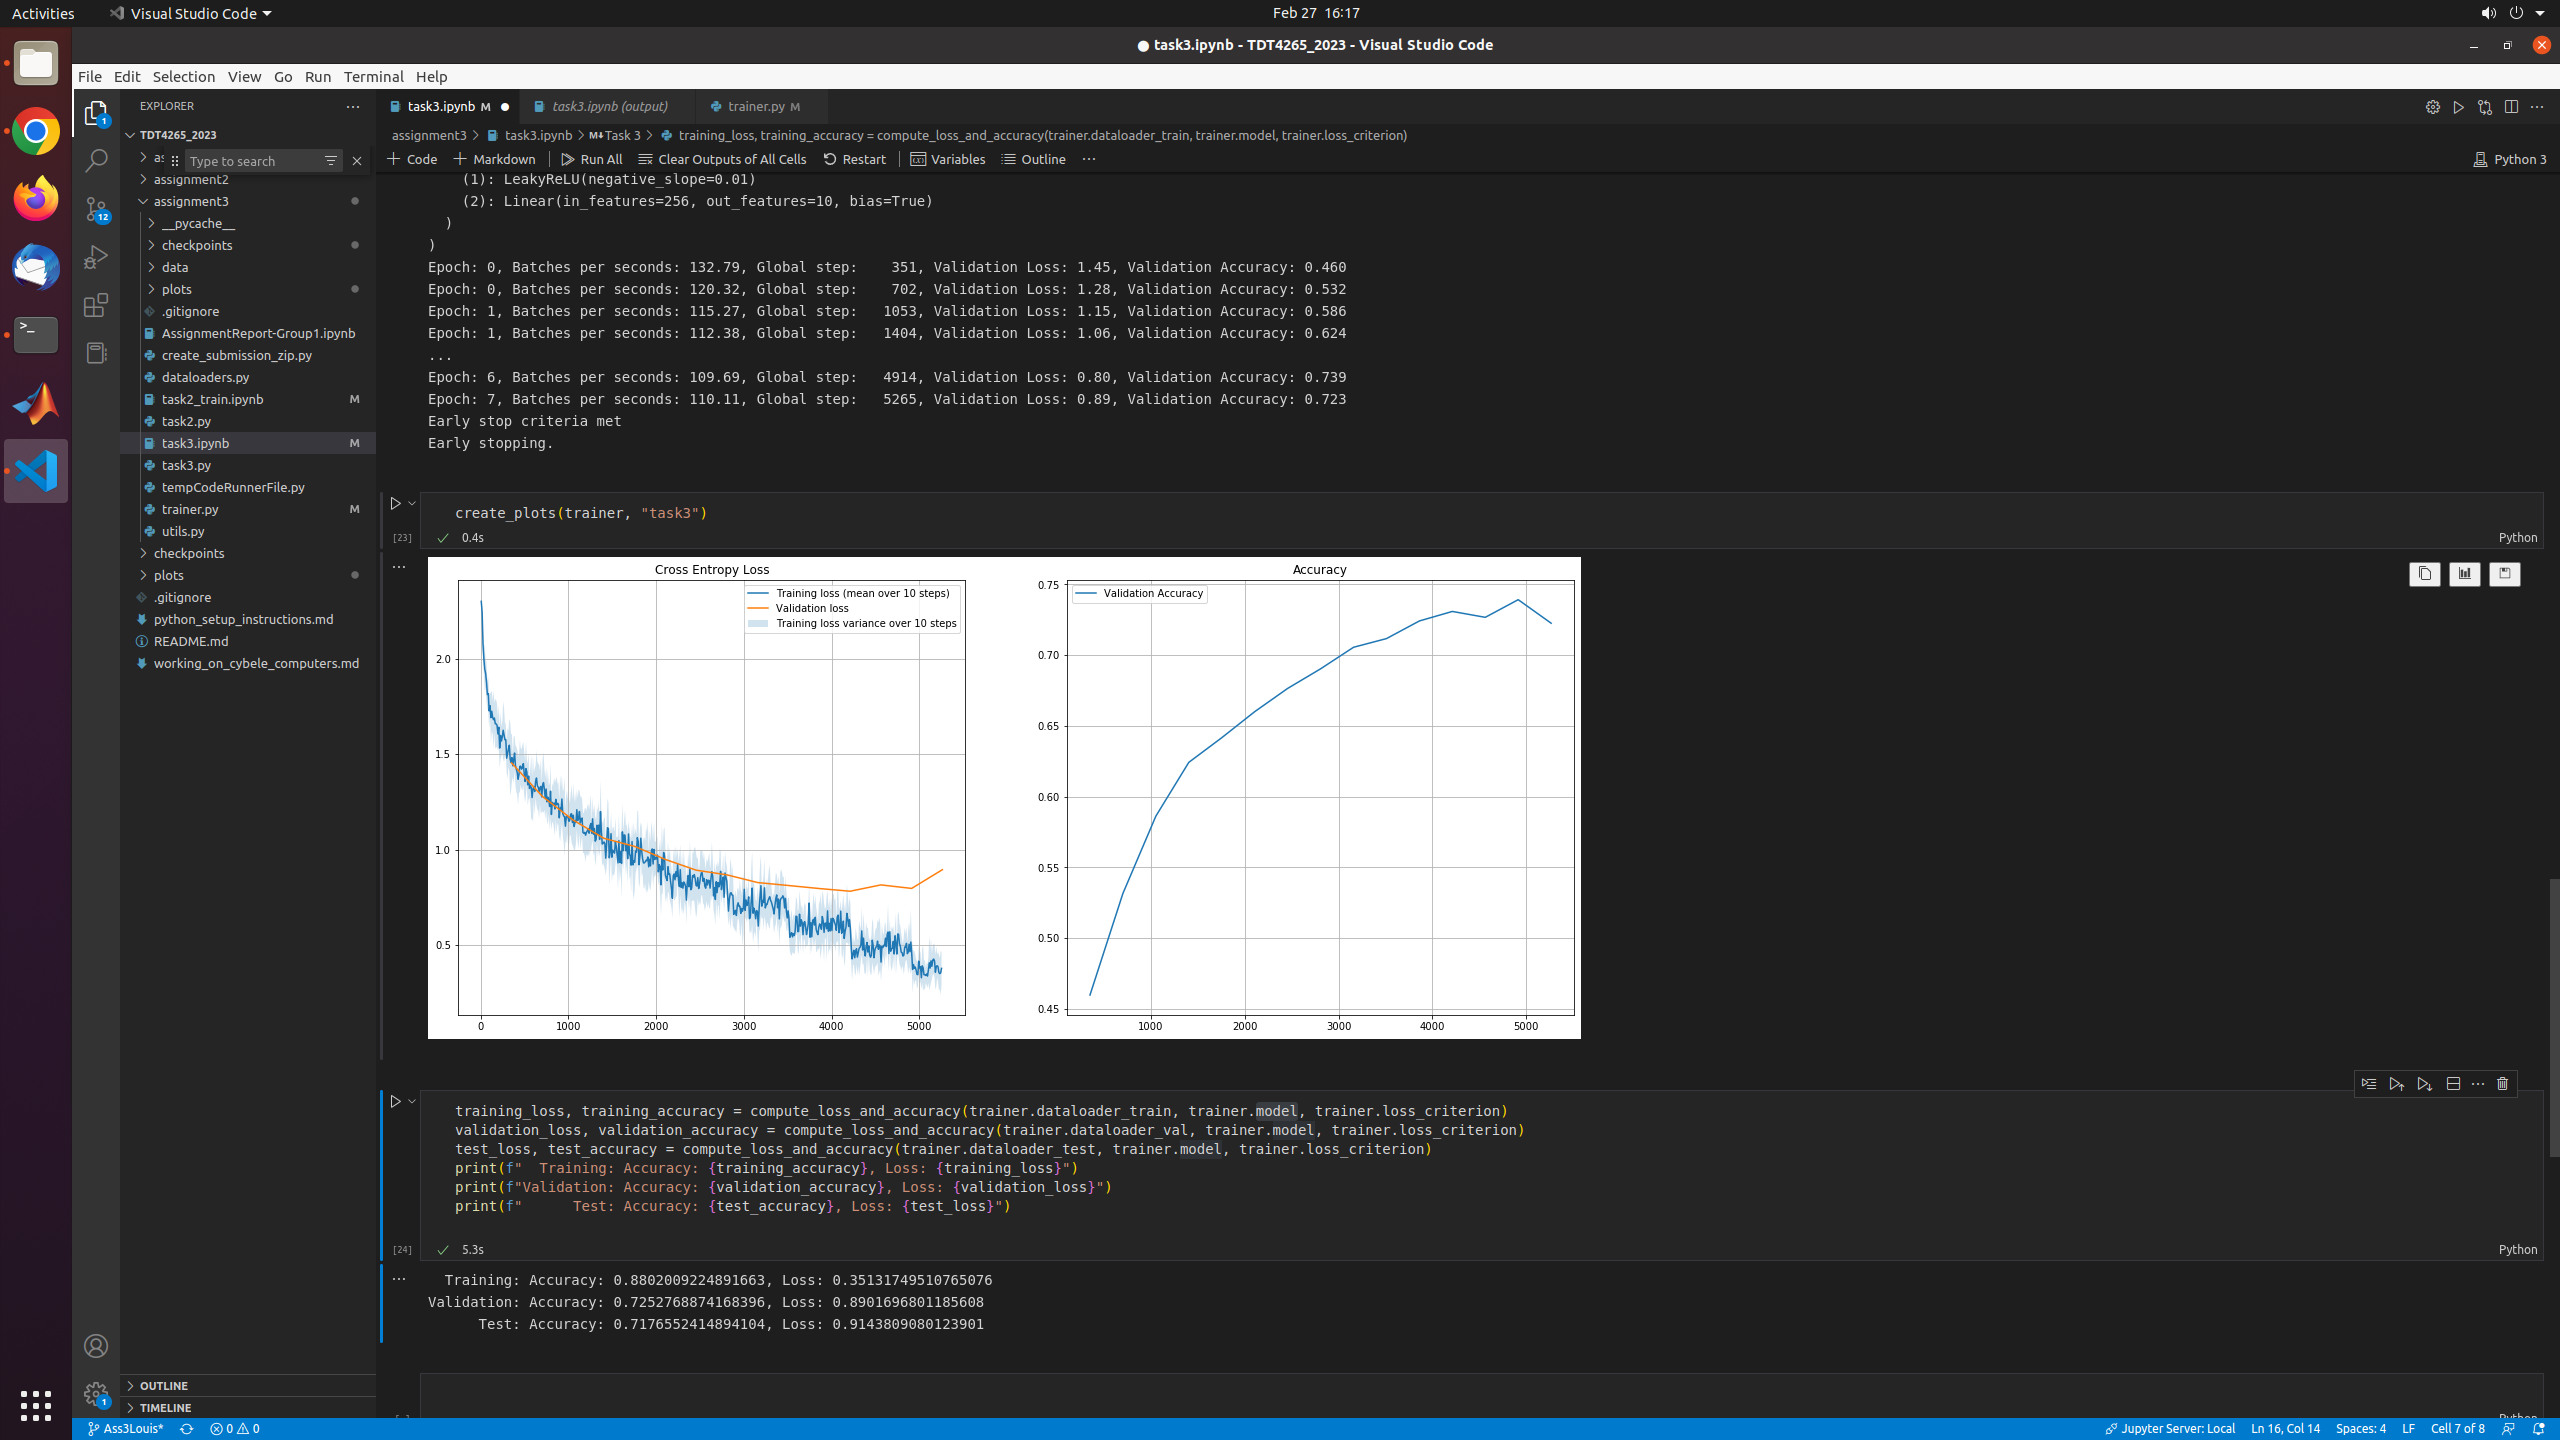 Activities
Visual Studio Code
Feb 27 16:17
● task3.ipynb - TDT4265_2023 - Visual Studio Code
File Edit Selection View Go Run Terminal Help
EXPLORER
TDT4265_2023
Type to search
assignment2
assignment3
__pycache__
checkpoints
data
plots
.gitignore
AssignmentReport-Group1.ipynb
create_submission_zip.py
dataloaders.py
task2_train.ipynb M
task2.py
task3.ipynb M
task3.py
tempCodeRunnerFile.py
trainer.py M
utils.py
checkpoints
plots
.gitignore
python_setup_instructions.md
README.md
working_on_cybele_computers.md
OUTLINE
TIMELINE
1
12
1
task3.ipynb M ●
task3.ipynb (output)
trainer.py M
assignment3 > task3.ipynb > M↓Task 3 > training_loss, training_accuracy = compute_loss_and_accuracy(trainer.dataloader_train, trainer.model, trainer.loss_criterion)
+ Code + Markdown Run All Clear Outputs of All Cells Restart Variables Outline ···
Python 3
(1): LeakyReLU(negative_slope=0.01)
(2): Linear(in_features=256, out_features=10, bias=True)
)
)
Epoch: 0, Batches per seconds: 132.79, Global step:    351, Validation Loss: 1.45, Validation Accuracy: 0.460
Epoch: 0, Batches per seconds: 120.32, Global step:    702, Validation Loss: 1.28, Validation Accuracy: 0.532
Epoch: 1, Batches per seconds: 115.27, Global step:   1053, Validation Loss: 1.15, Validation Accuracy: 0.586
Epoch: 1, Batches per seconds: 112.38, Global step:   1404, Validation Loss: 1.06, Validation Accuracy: 0.624
...
Epoch: 6, Batches per seconds: 109.69, Global step:   4914, Validation Loss: 0.80, Validation Accuracy: 0.739
Epoch: 7, Batches per seconds: 110.11, Global step:   5265, Validation Loss: 0.89, Validation Accuracy: 0.723
Early stop criteria met
Early stopping.
create_plots(trainer, "task3")
[23] 0.4s
Python
Cross Entropy Loss
Training loss (mean over 10 steps)
Validation loss
Training loss variance over 10 steps
2.0
1.5
1.0
0.5
0 1000 2000 3000 4000 5000
Accuracy
Validation Accuracy
0.75
0.70
0.65
0.60
0.55
0.50
0.45
1000 2000 3000 4000 5000
training_loss, training_accuracy = compute_loss_and_accuracy(trainer.dataloader_train, trainer.model, trainer.loss_criterion)
validation_loss, validation_accuracy = compute_loss_and_accuracy(trainer.dataloader_val, trainer.model, trainer.loss_criterion)
test_loss, test_accuracy = compute_loss_and_accuracy(trainer.dataloader_test, trainer.model, trainer.loss_criterion)
print(f"  Training: Accuracy: {training_accuracy}, Loss: {training_loss}")
print(f"Validation: Accuracy: {validation_accuracy}, Loss: {validation_loss}")
print(f"      Test: Accuracy: {test_accuracy}, Loss: {test_loss}")
[24] 5.3s
Python
Training: Accuracy: 0.8802009224891663, Loss: 0.35131749510765076
Validation: Accuracy: 0.7252768874168396, Loss: 0.8901696801185608
Test: Accuracy: 0.7176552414894104, Loss: 0.9143809080123901
Python
Ass3Louis* 0 0
Jupyter Server: Local Ln 16, Col 14 Spaces: 4 LF Cell 7 of 8